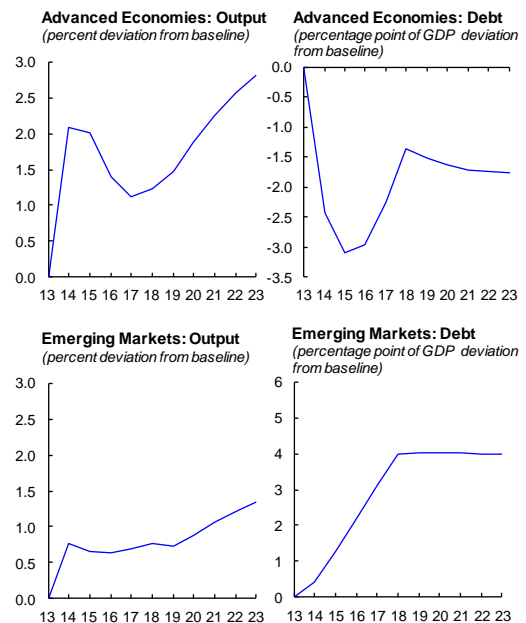 Advanced Economies: Output
(percent deviation from baseline)
3.0
2.5
2.0
1.5
1.0
0.5
0.0
13 14 15 16 17 18 19 20 21 22 23
Advanced Economies: Debt
(percentage point of GDP deviation
from baseline)
0.0
-0.5
-1.0
-1.5
-2.0
-2.5
-3.0
-3.5
13 14 15 16 17 18 19 20 21 22 23
Emerging Markets: Output
(percent deviation from baseline)
3.0
2.5
2.0
1.5
1.0
0.5
0.0
13 14 15 16 17 18 19 20 21 22 23
Emerging Markets: Debt
(percentage point of GDP deviation
from baseline)
6
5
4
3
2
1
0
13 14 15 16 17 18 19 20 21 22 23